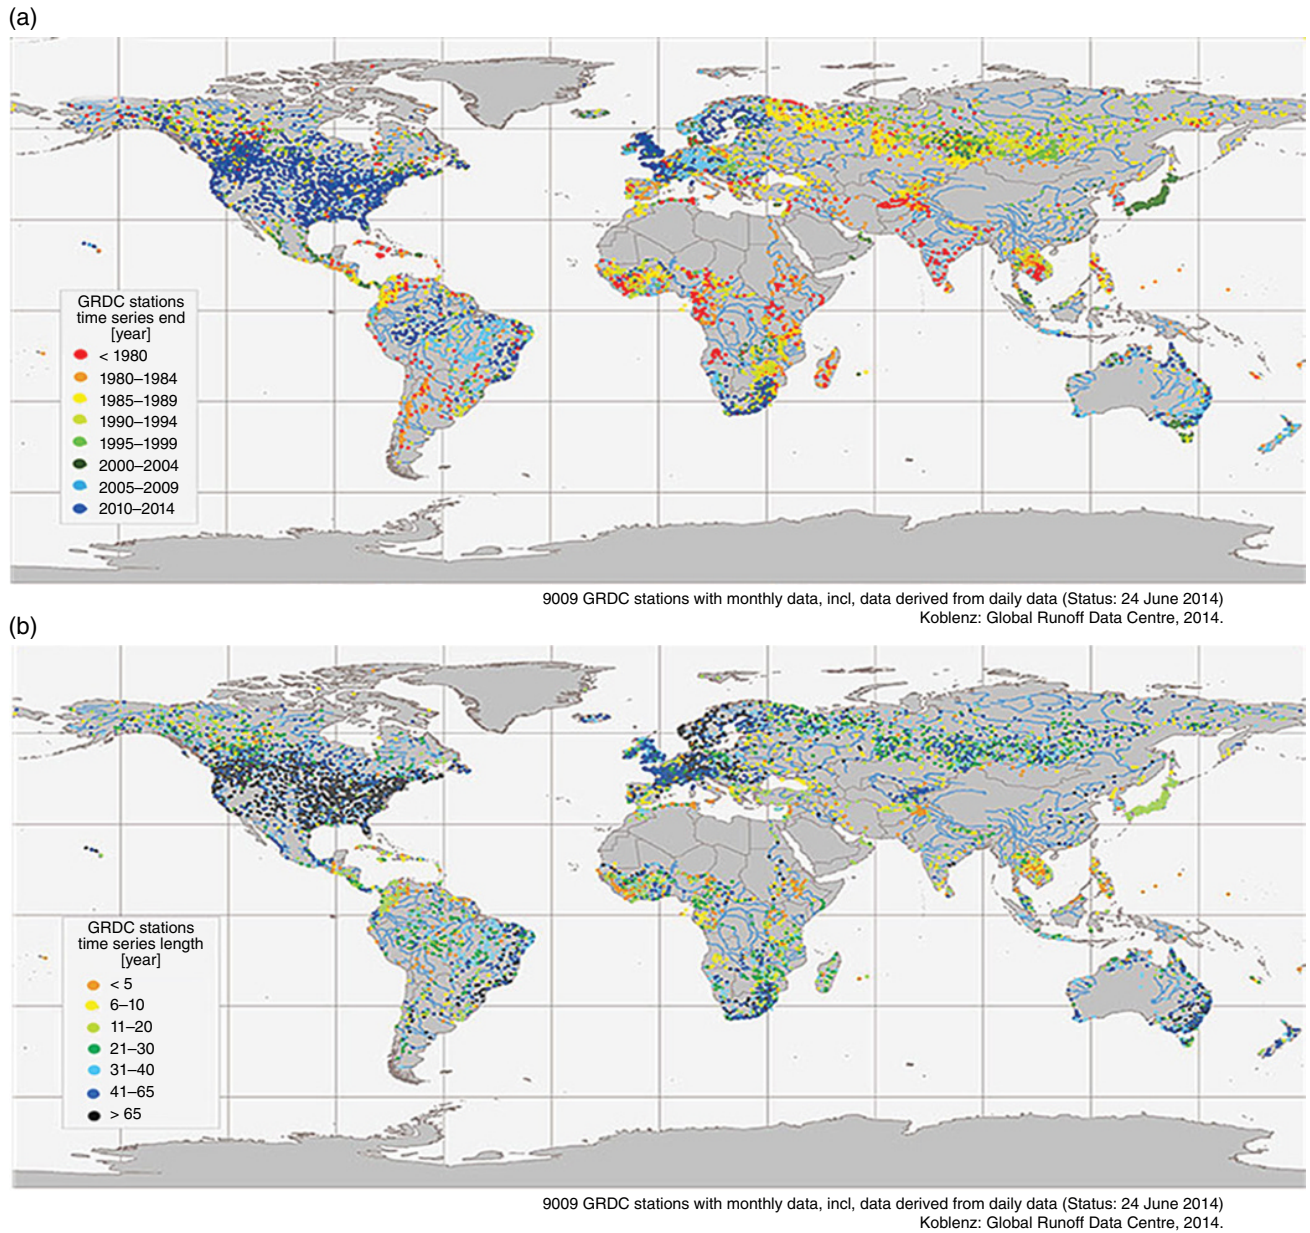 (a)
GRDC stations
time series end
[year]
< 1980
1980–1984
1985–1989
1990–1994
1995–1999
2000–2004
2005–2009
2010–2014
9009 GRDC stations with monthly data, incl, data derived from daily data (Status: 24 June 2014)
Koblenz: Global Runoff Data Centre, 2014.
(b)
GRDC stations
time series length
[year]
< 5
6–10
11–20
21–30
31–40
41–65
> 65
9009 GRDC stations with monthly data, incl, data derived from daily data (Status: 24 June 2014)
Koblenz: Global Runoff Data Centre, 2014.